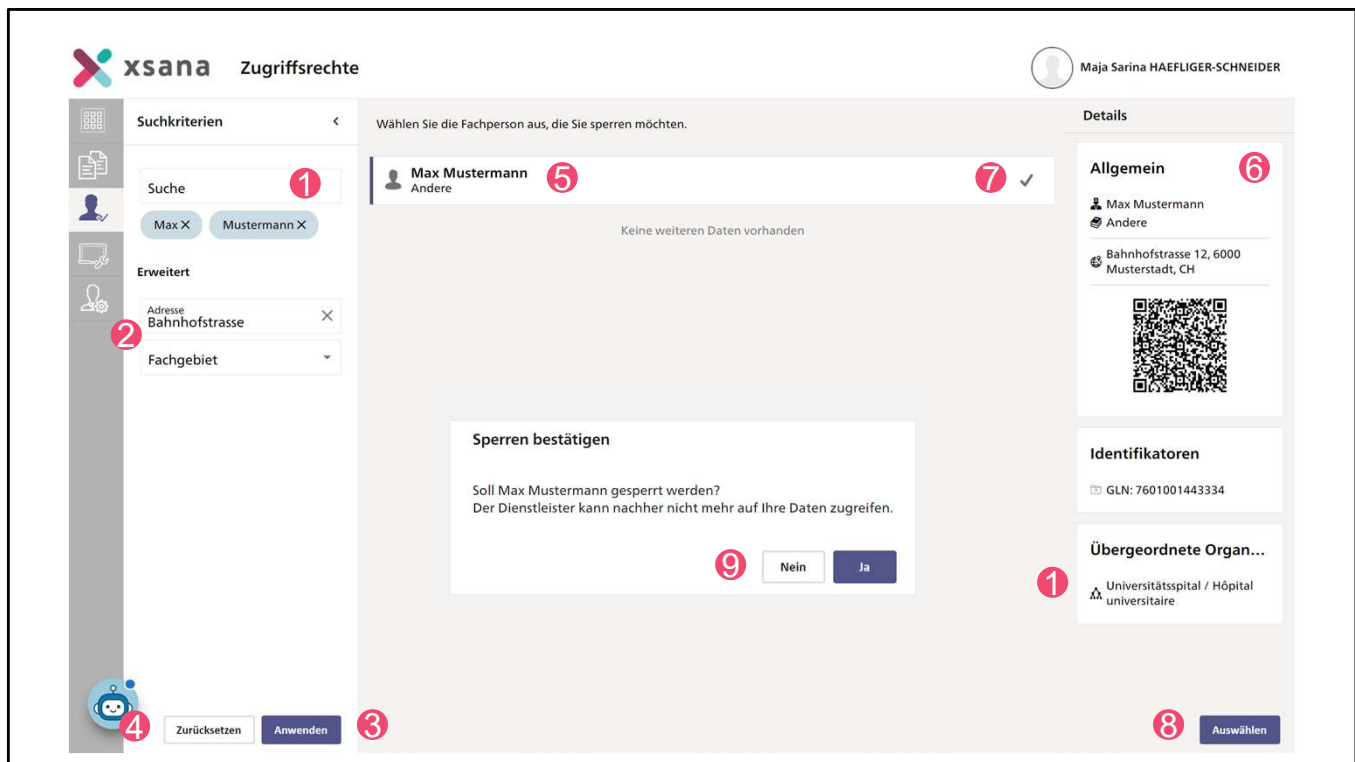 xsana
Zugriffsrechte
Maja Sarina HAEFLIGER-SCHNEIDER
Suchkriterien
<
Suche
1
Max X
Mustermann X
Erweitert
Adresse
Bahnhofstrasse
2
Fachgebiet
4
Zurücksetzen
Anwenden
3
Wählen Sie die Fachperson aus, die Sie sperren möchten.
Max Mustermann
Andere
5
7
Keine weiteren Daten vorhanden
Sperren bestätigen
Soll Max Mustermann gesperrt werden?
Der Dienstleister kann nachher nicht mehr auf Ihre Daten zugreifen.
9
Nein
Ja
Details
Allgemein
6
Max Mustermann
Andere
Bahnhofstrasse 12, 6000
Musterstadt, CH
Identifikatoren
GLN: 7601001443334
Übergeordnete Organ...
1
Universitätsspital / Hôpital
universitaire
8
Auswählen